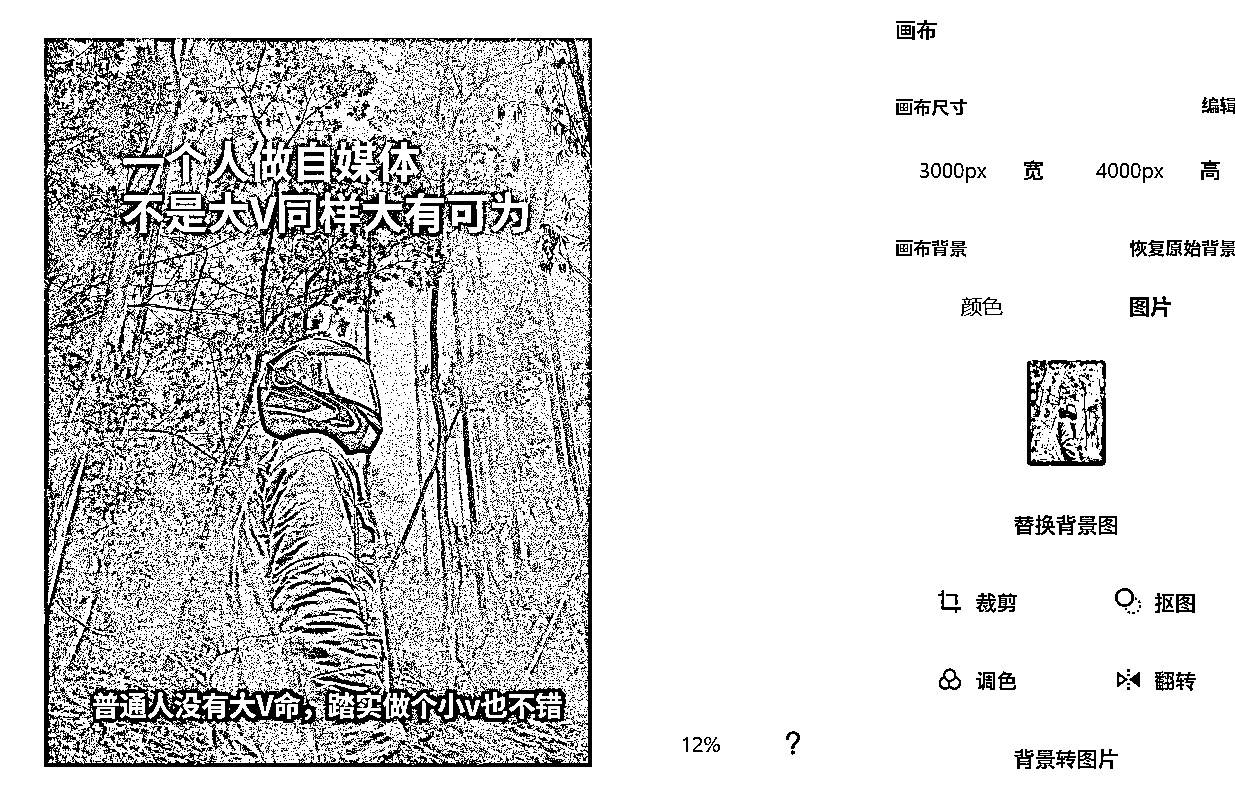 一个人做自媒体
不是大V同样大有可为
普通人没有大V命，踏实做个小v也不错
12%
?
画布
画布尺寸 编辑
3000px 宽 4000px 高
画布背景 恢复原始背景
颜色 图片
替换背景图
裁剪 抠图
调色 翻转
背景转图片